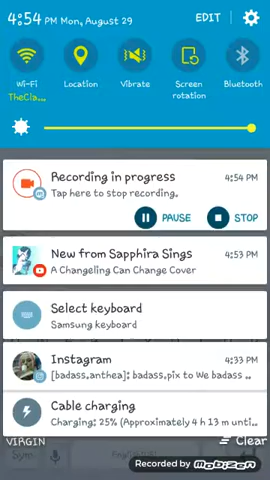 4:54 PM Mon, August 29 EDIT
Wi-Fi Location Vibrate Screen rotation Bluetooth
TheCla...
Recording in progress 4:54 PM
Tap here to stop recording.
PAUSE STOP
New from Sapphira Sings 4:53 PM
A Changeling Can Change Cover
Select keyboard
Samsung keyboard
Instagram 4:33 PM
[badass.anthea]: badass.pix to We badass ..
Cable charging
Charging: 25% (Approximately 4 h 13 m unti...
VIRGIN Clear
Sym
Recorded by Mobizen